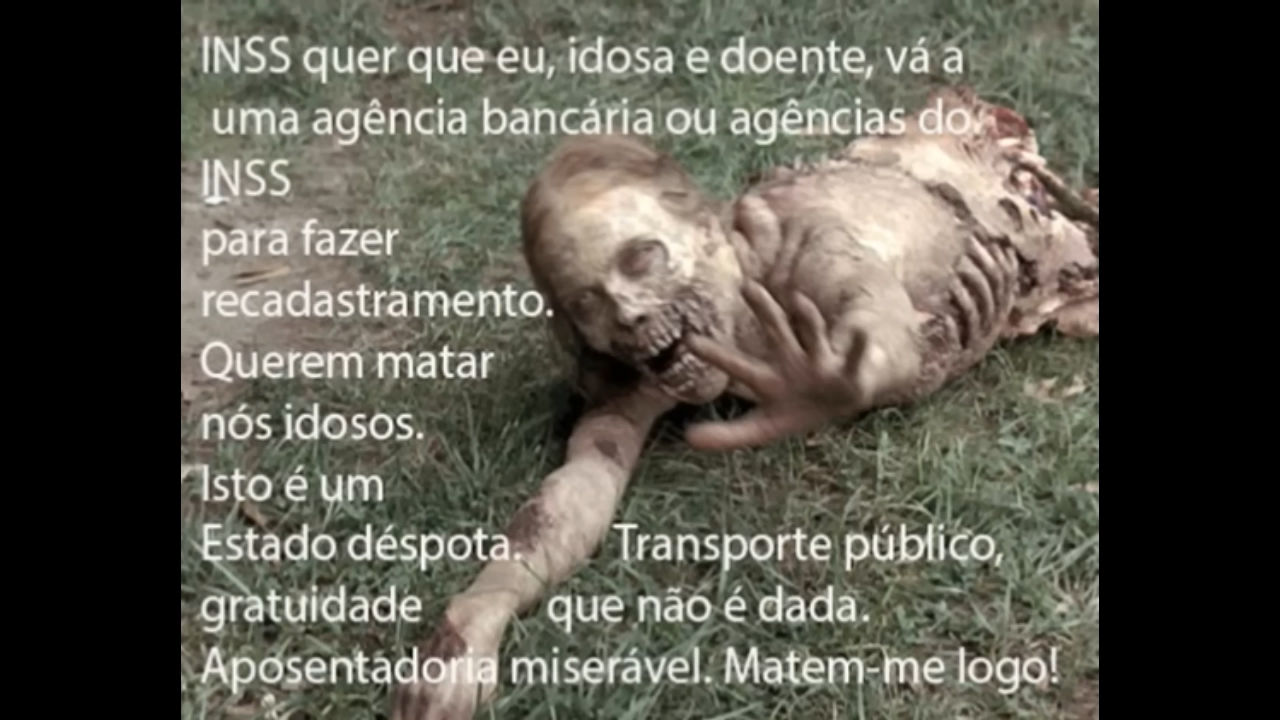 INSS quer que eu, idosa e doente, vá a
uma agência bancária ou agências do
INSS
para fazer
recadastramento.
Querem matar
nós idosos.
Isto é um
Estado déspota. Transporte público,
gratuidade que não é dada.
Aposentadoria miserável. Matem-me logo!